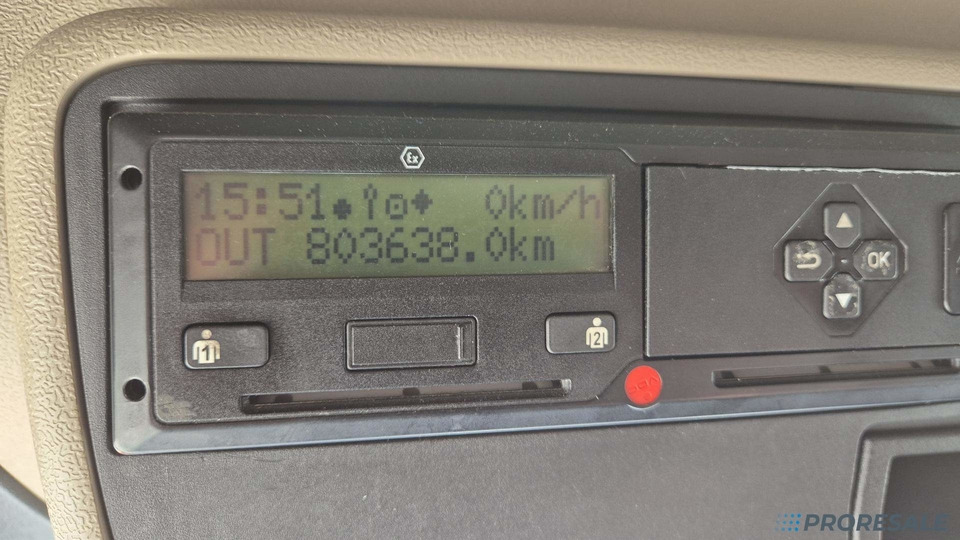 Ex
15:51 0km/h
OUT 803638.0km
OK
1
2
PRORESALE